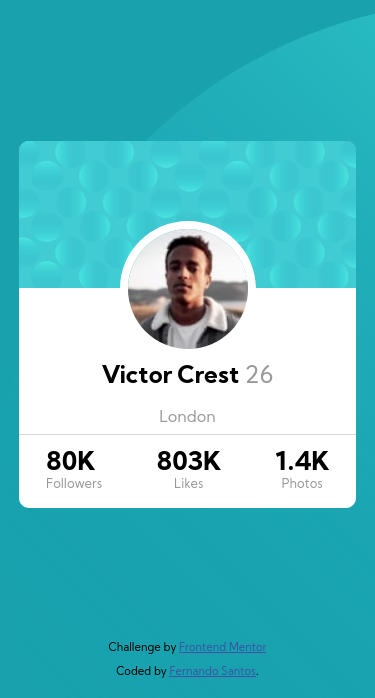 Victor Crest 26
London
80K 803K 1.4K
Followers Likes Photos
Challenge by Frontend Mentor
Coded by Fernando Santos.